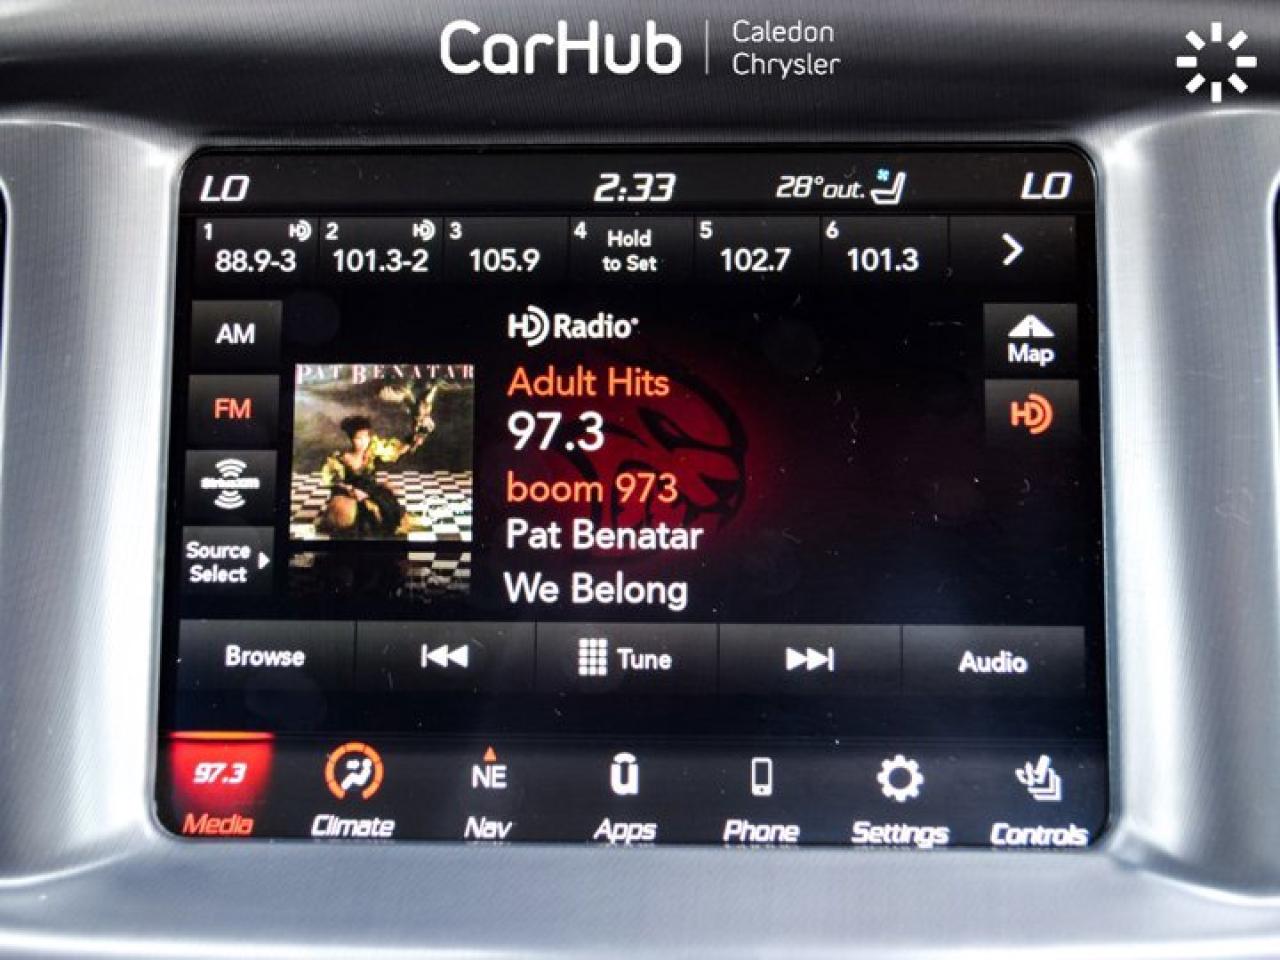 CarHub
Caledon
Chrysler
LO
2:33
28°out.
LO
1
88.9-3
2
101.3-2
3
105.9
4
Hold
to Set
5
102.7
6
101.3
AM
FM
SiriusXM
Source
Select
PAT BENATAR
HD Radio
Adult Hits
97.3
boom 973
Pat Benatar
We Belong
Map
HD
Browse
Tune
Audio
97.3
Media
Climate
NE
Nav
Apps
Phone
Settings
Controls